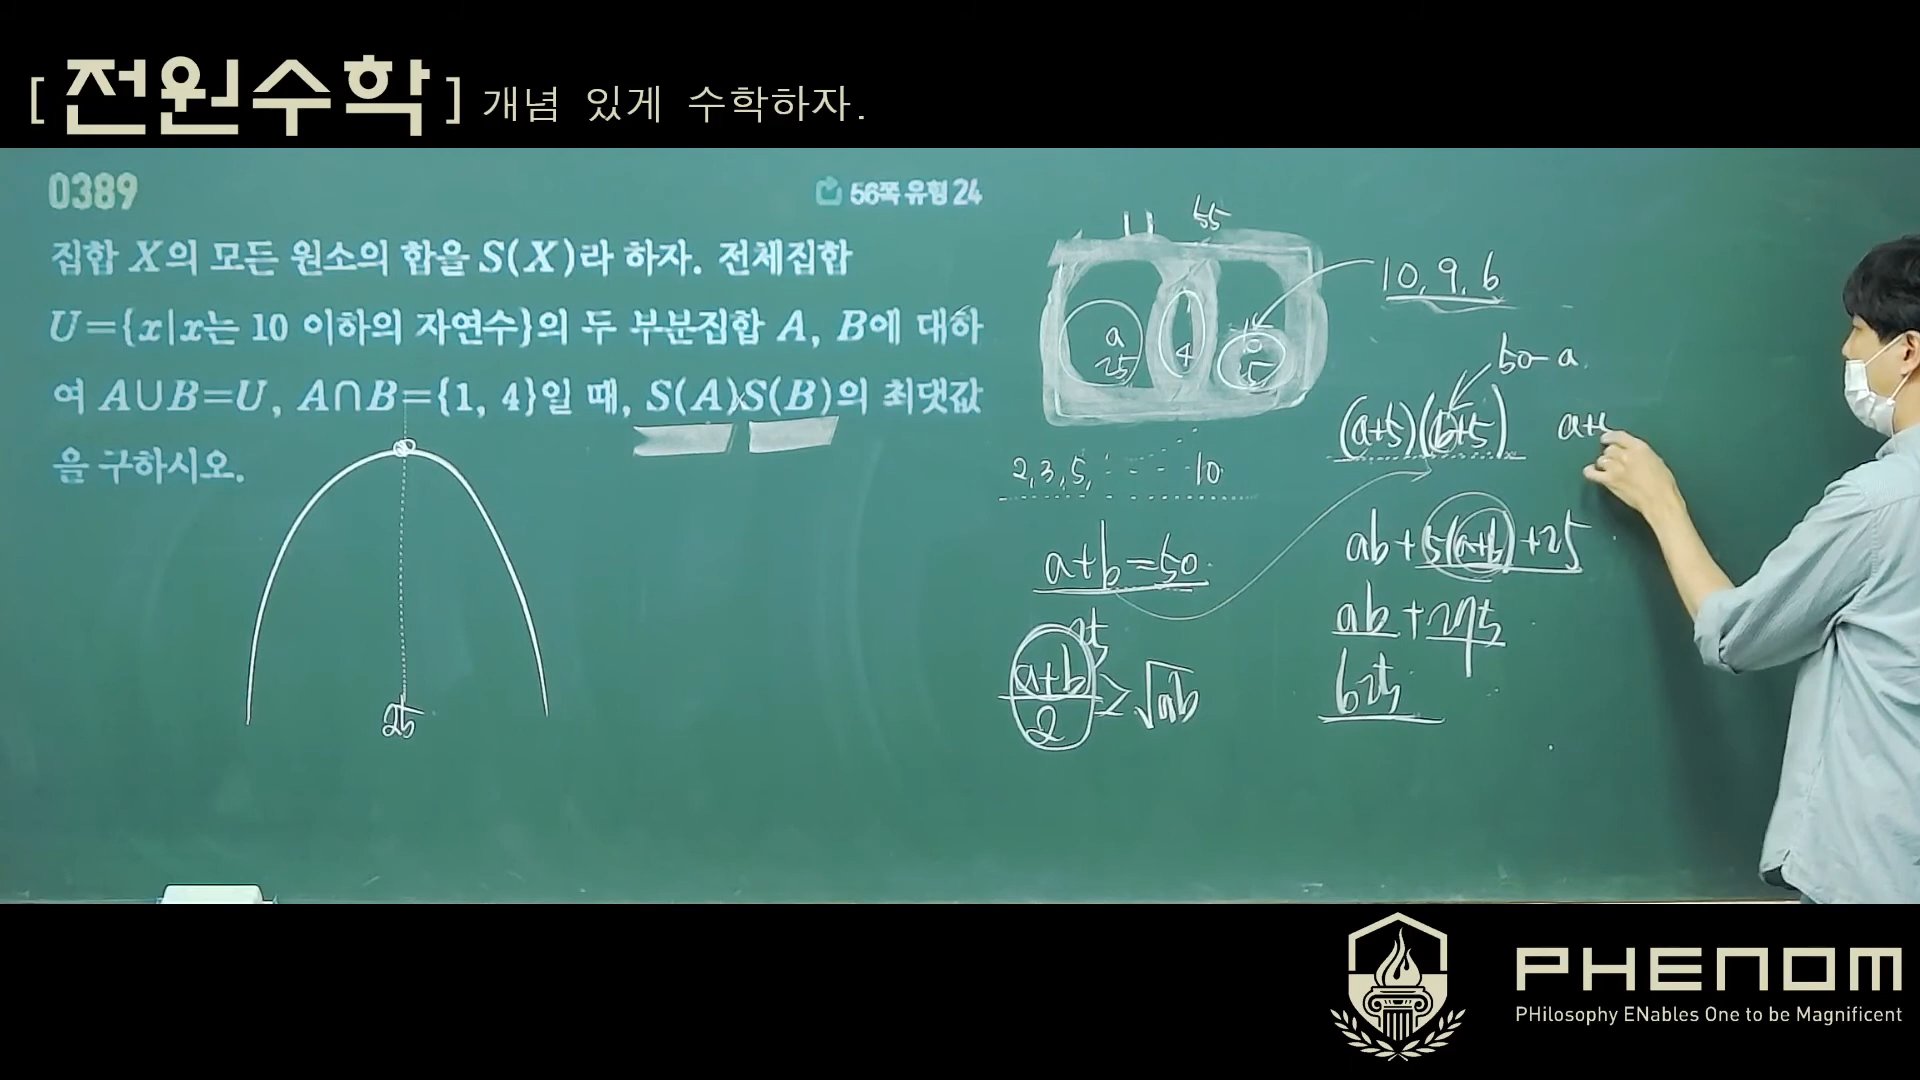 [ 전원수학 ] 개념 있게 수학하자.
0389
56쪽 유형 24
집합 X의 모든 원소의 합을 S(X)라 하자. 전체집합
U={x|x는 10 이하의 자연수}의 두 부분집합 A, B에 대하
여 A∪B=U, A∩B={1, 4}일 때, S(A)S(B)의 최댓값
을 구하시오.
25
U 55
a
25
1
4
25
2, 3, 5, ···· 10
a+b=50
25
a+b/2 ≥ √ab
10, 9, 6
50-a
(a+5)(b+5)
ab+5(a+b)+25
ab+275
625
PHENOM
PHilosophy ENables One to be Magnificent